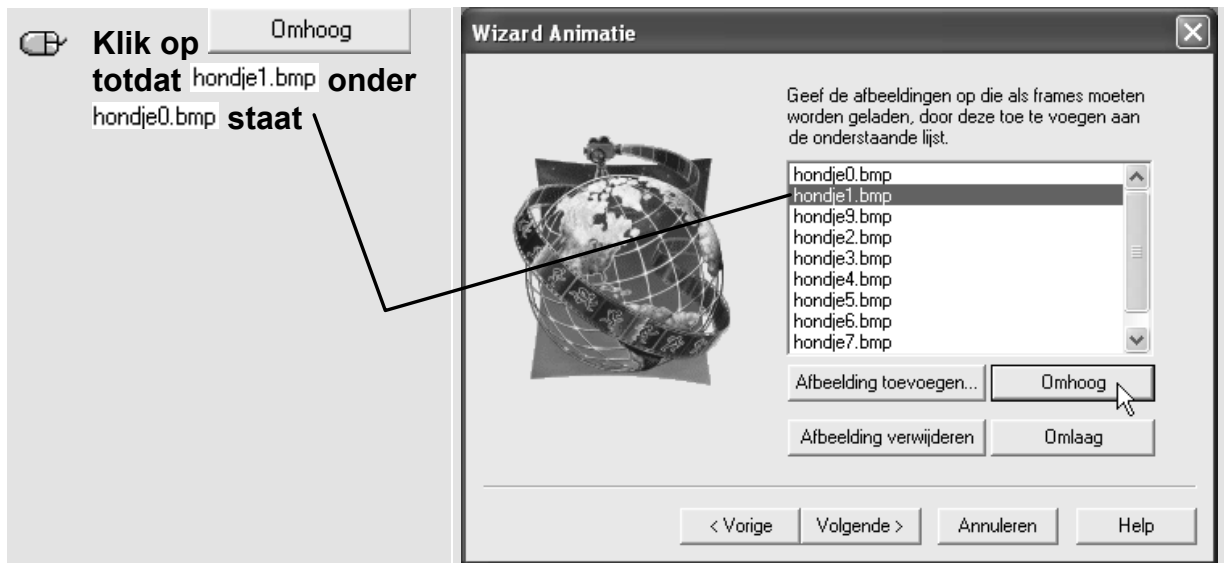 Klik op Omhoog
totdat hondje1.bmp onder
hondje0.bmp staat
Wizard Animatie
Geef de afbeeldingen op die als frames moeten
worden geladen, door deze toe te voegen aan
de onderstaande lijst.
hondje0.bmp
hondje1.bmp
hondje9.bmp
hondje2.bmp
hondje3.bmp
hondje4.bmp
hondje5.bmp
hondje6.bmp
hondje7.bmp
Afbeelding toevoegen... Omhoog
Afbeelding verwijderen Omlaag
< Vorige Volgende > Annuleren Help